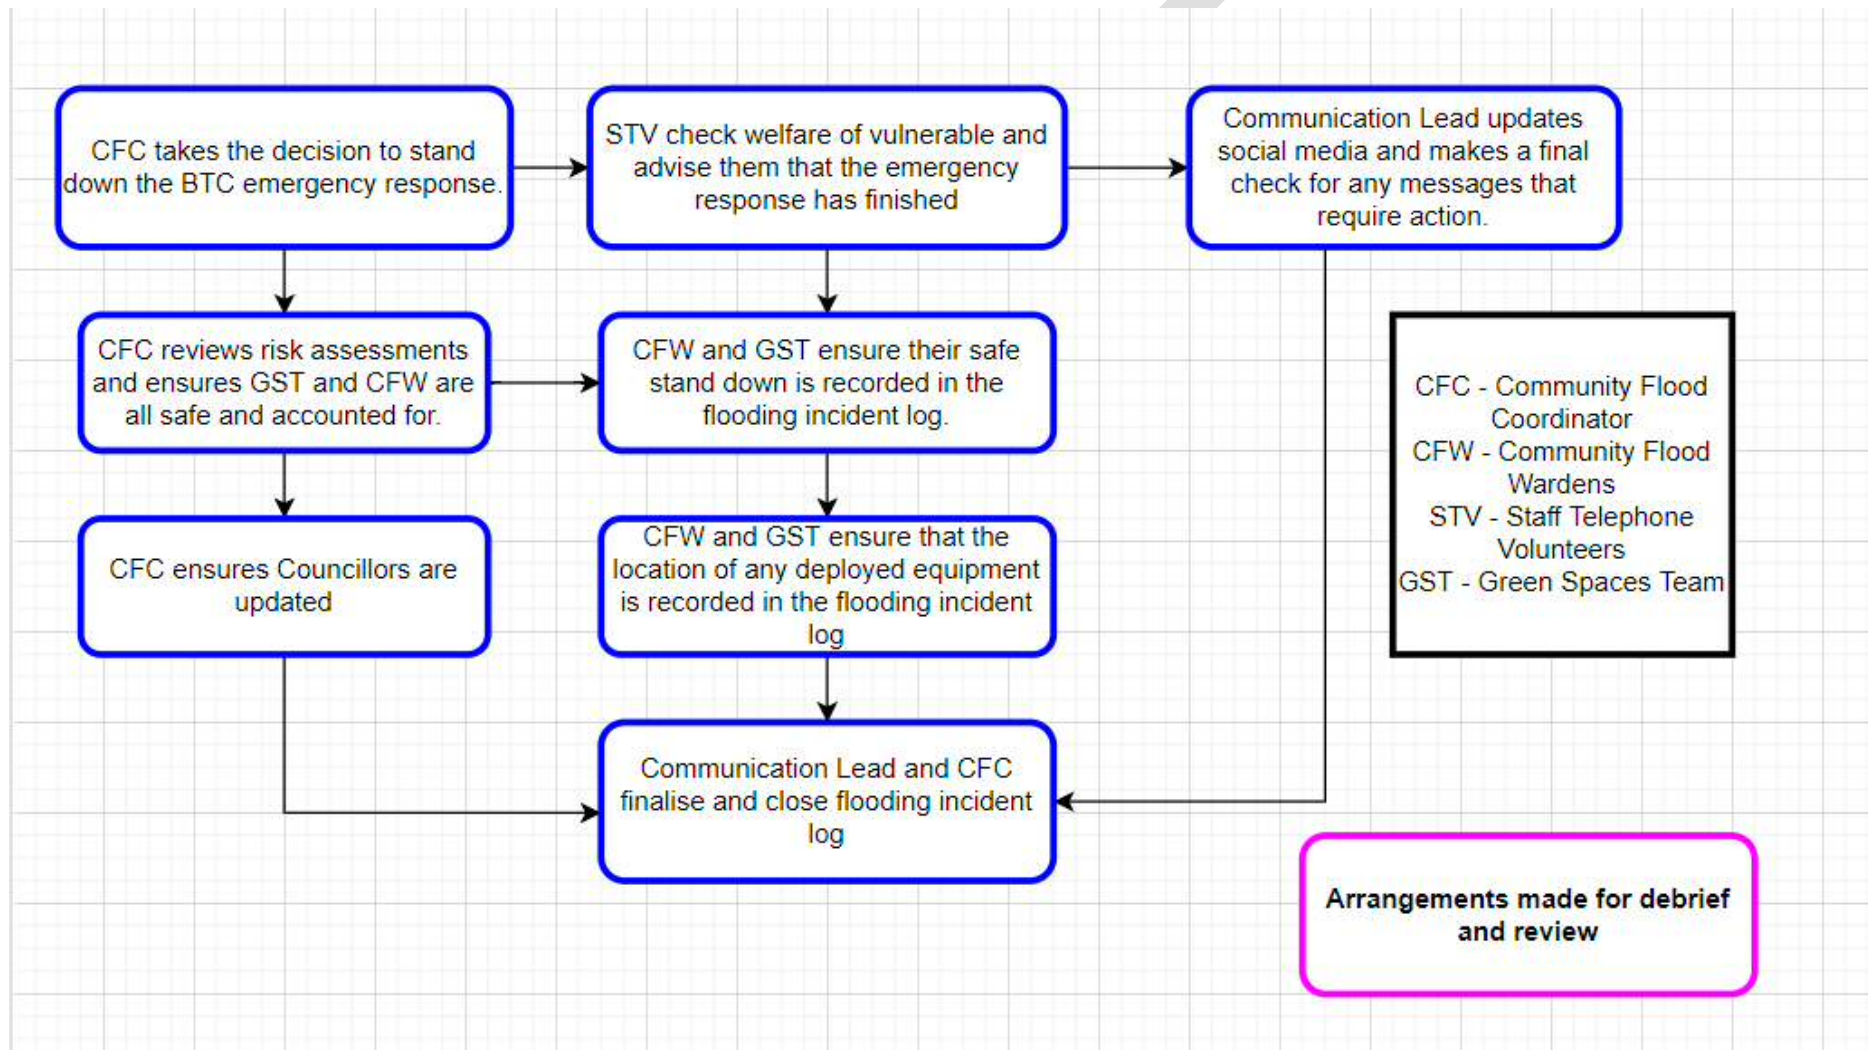 CFC takes the decision to stand
down the BTC emergency response.
STV check welfare of vulnerable and
advise them that the emergency
response has finished
Communication Lead updates
social media and makes a final
check for any messages that
require action.
CFC reviews risk assessments
and ensures GST and CFW are
all safe and accounted for.
CFW and GST ensure their safe
stand down is recorded in the
flooding incident log.
CFC - Community Flood
Coordinator
CFW - Community Flood
Wardens
STV - Staff Telephone
Volunteers
GST - Green Spaces Team
CFC ensures Councillors are
updated
CFW and GST ensure that the
location of any deployed equipment
is recorded in the flooding incident
log
Communication Lead and CFC
finalise and close flooding incident
log
Arrangements made for debrief
and review